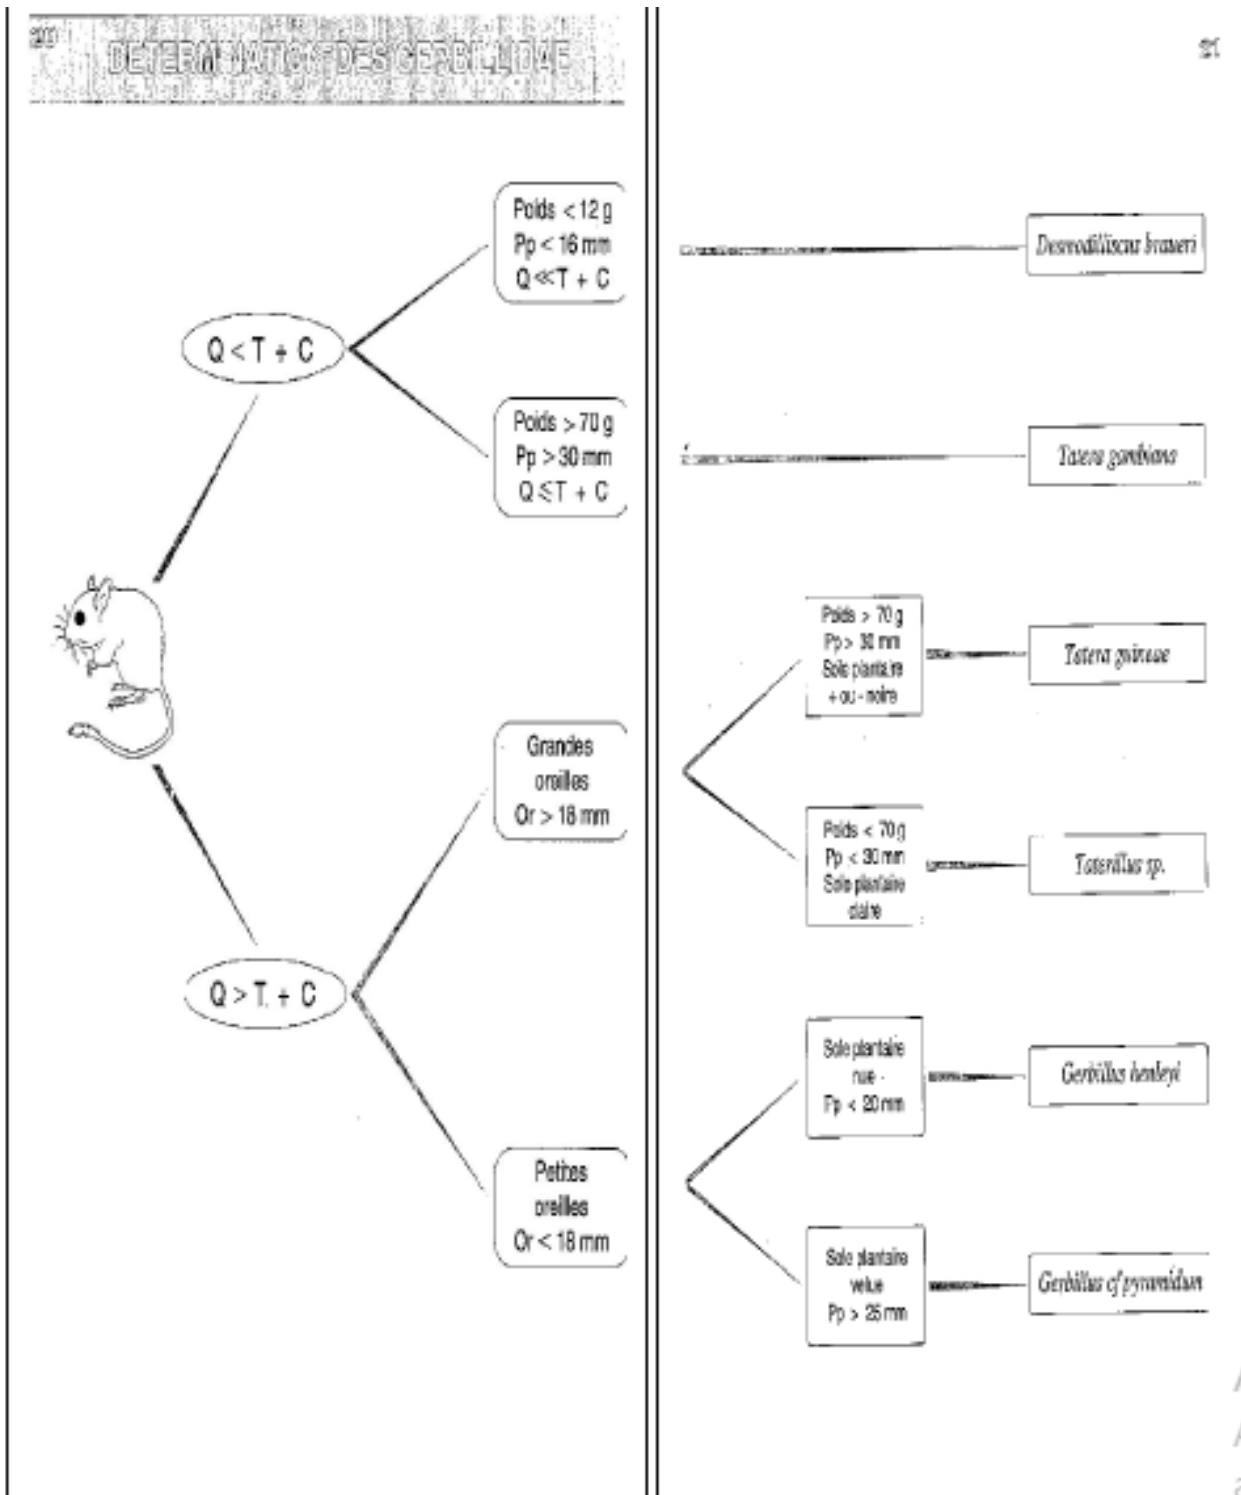 20
DETERMINATION DES GERBILLIDAE
Poids < 12 g
Pp < 16 mm
Q ≪ T + C
Q < T + C
Poids > 70 g
Pp > 30 mm
Q ⩽ T + C
Grandes
oreilles
Or > 18 mm
Q > T. + C
Petites
oreilles
Or < 18 mm
21
Desmodilliscus braueri
Tatera gambiana
Poids > 70 g
Pp > 30 mm
Sole plantaire
+ ou - noire
Tatera guineae
Poids < 70 g
Pp < 30 mm
Sole plantaire
claire
Taterillus sp.
Sole plantaire
nue -
Pp < 20 mm
Gerbillus henleyi
Sole plantaire
velue
Pp > 25 mm
Gerbillus cf pyramidum